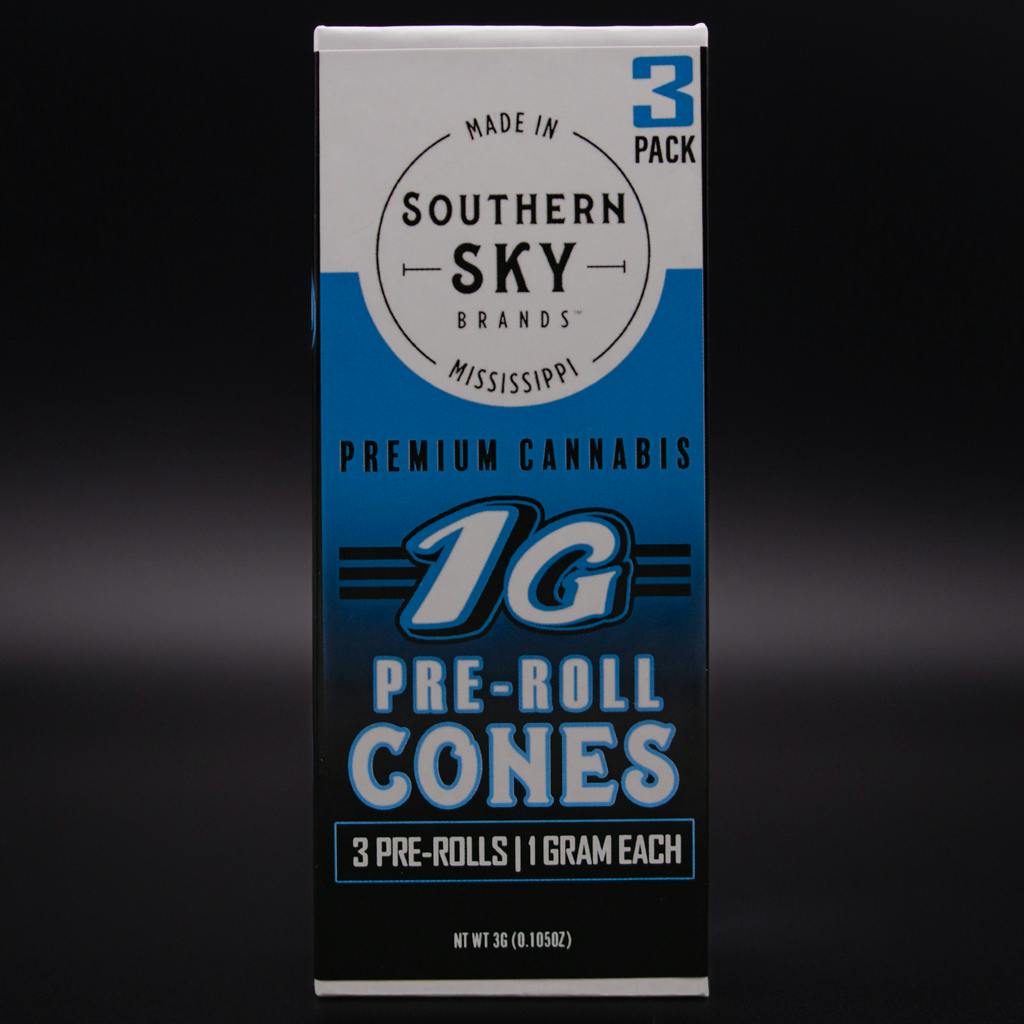 3
PACK
MADE IN
SOUTHERN
SKY
BRANDS™
MISSISSIPPI
PREMIUM CANNABIS
1G
PRE-ROLL
CONES
3 PRE-ROLLS | 1 GRAM EACH
NT WT 3G (0.105OZ)